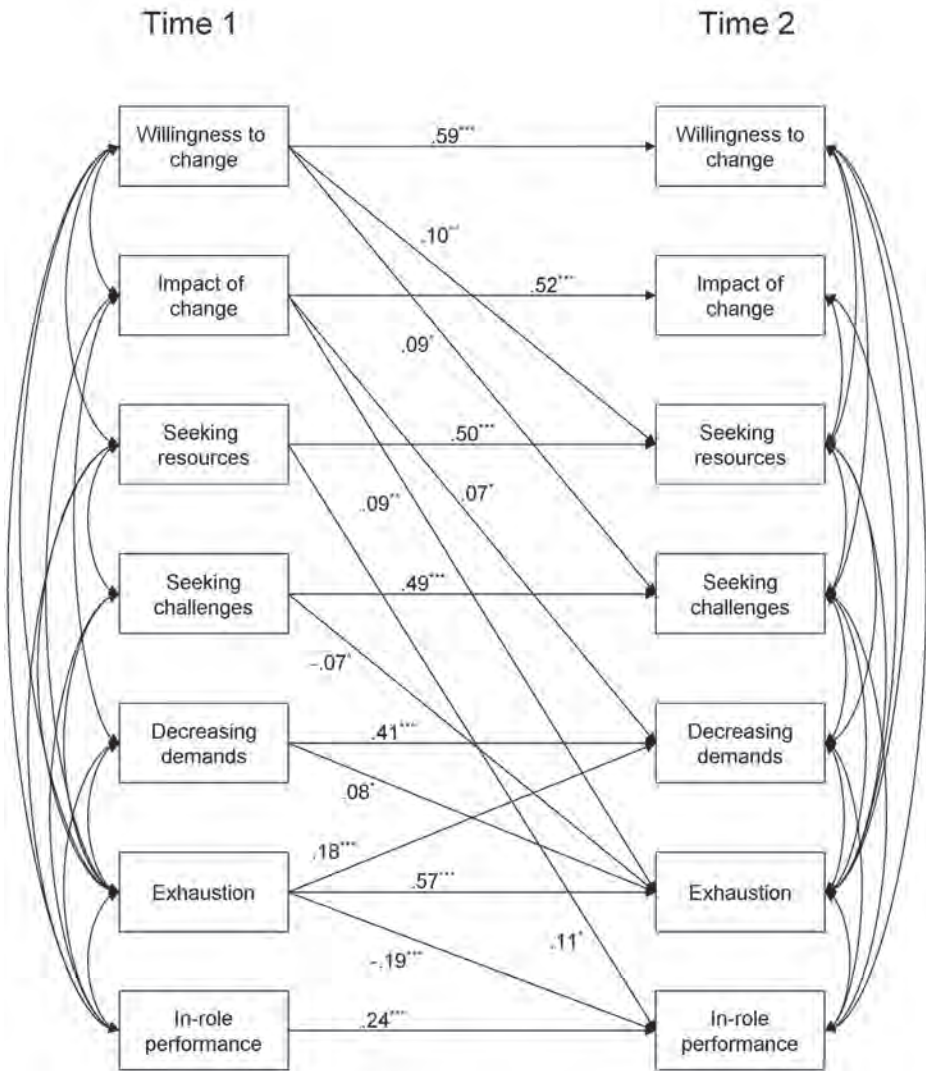 Time 1 Time 2
Willingness to
change
.59***
Willingness to
change
.10**
Impact of
change
.52***
Impact of
change
.09*
Seeking
resources
.50***
Seeking
resources
.09**
.07*
Seeking
challenges
.49***
Seeking
challenges
-.07*
Decreasing
demands
.41***
Decreasing
demands
.08*
.18***
Exhaustion
.57***
Exhaustion
.11*
-.19***
In-role
performance
.24***
In-role
performance